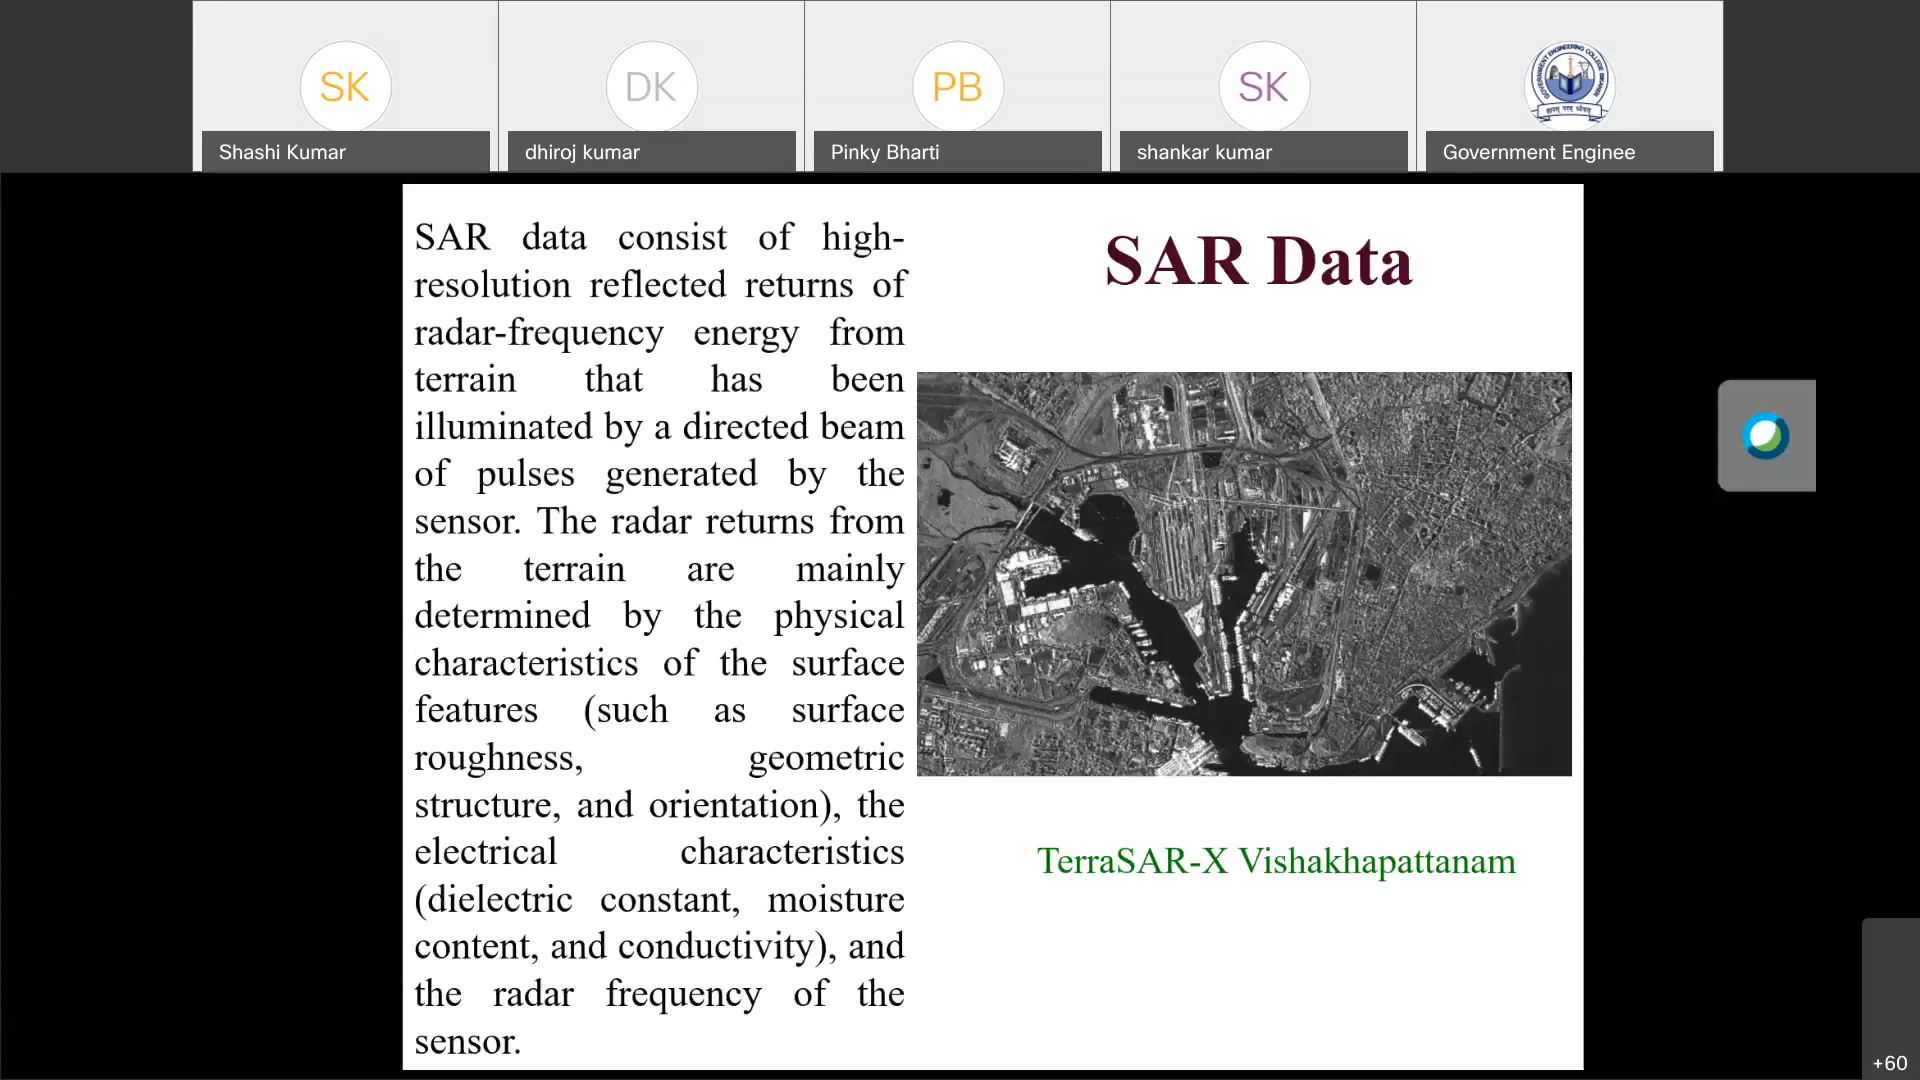 SK
DK
PB
SK
Shashi Kumar
dhiroj kumar
Pinky Bharti
shankar kumar
Government Enginee
SAR data consist of high-
resolution reflected returns of
radar-frequency energy from
terrain that has been
illuminated by a directed beam
of pulses generated by the
sensor. The radar returns from
the terrain are mainly
determined by the physical
characteristics of the surface
features (such as surface
roughness, geometric
structure, and orientation), the
electrical characteristics
(dielectric constant, moisture
content, and conductivity), and
the radar frequency of the
sensor.
SAR Data
TerraSAR-X Vishakhapattanam
+60